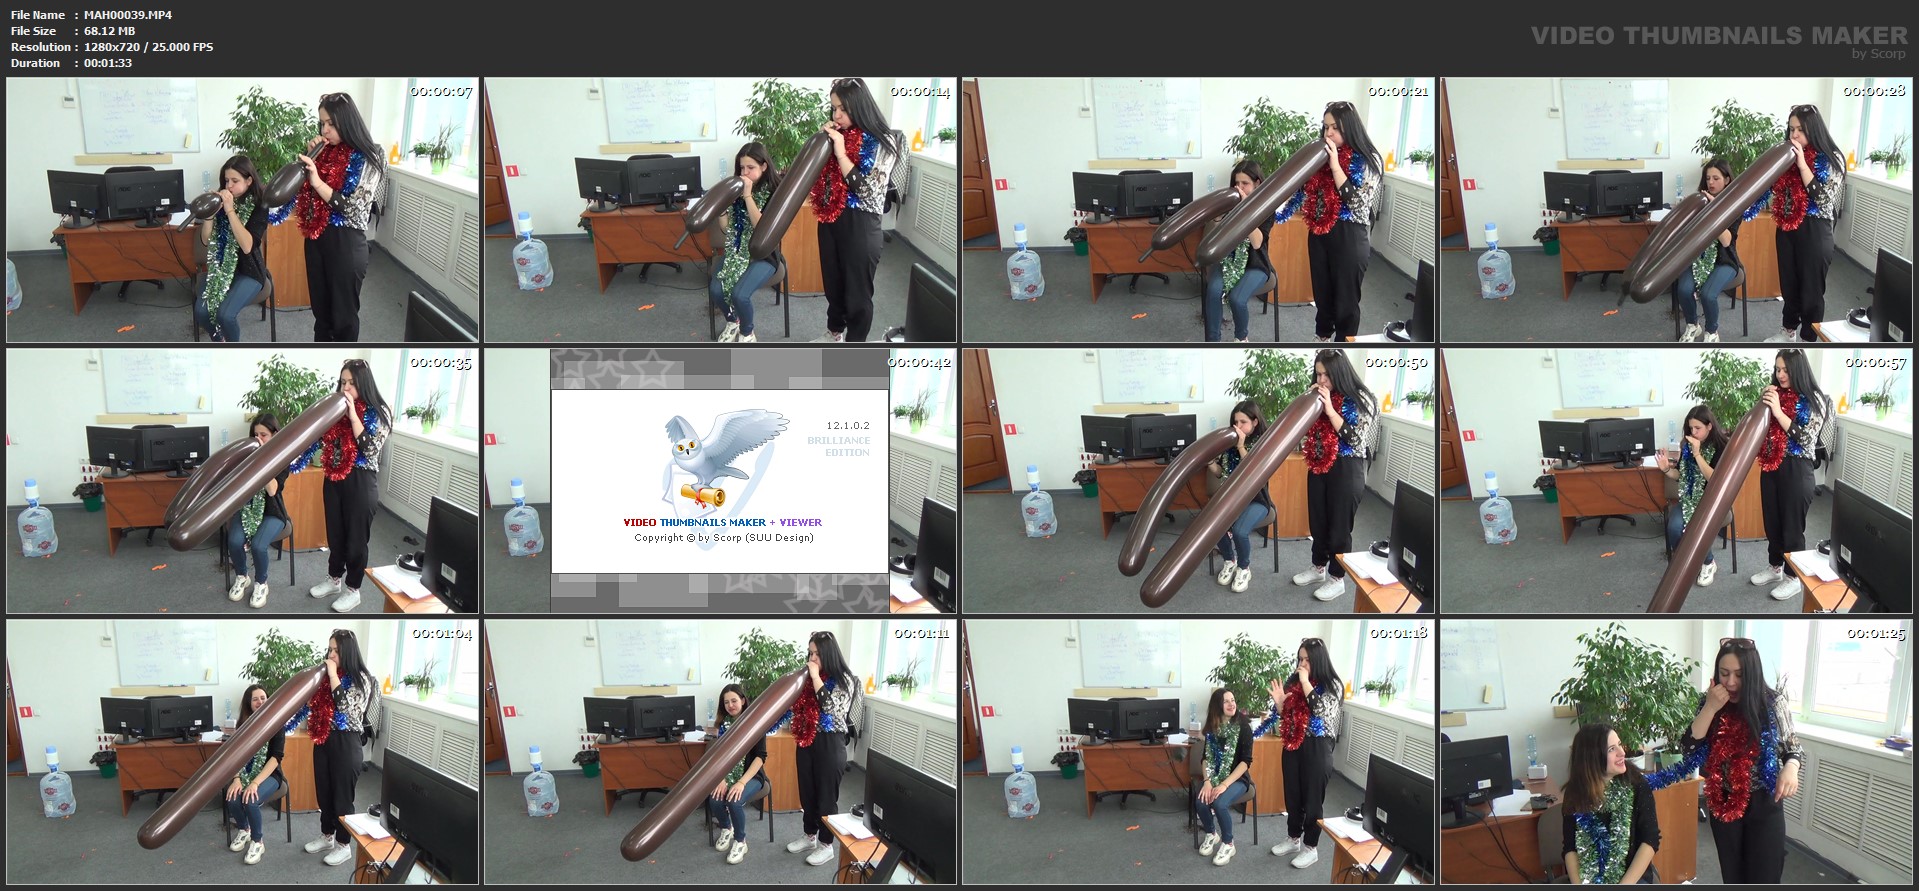 File Name : MAH00039.MP4
File Size : 68.12 MB
Resolution : 1280x720 / 25.000 FPS
Duration : 00:01:33
VIDEO THUMBNAILS MAKER
by Scorp
00:00:07
00:00:14
00:00:21
00:00:28
00:00:35
00:00:42
12.1.0.2
BRILLIANCE
EDITION
VIDEO THUMBNAILS MAKER + VIEWER
Copyright © by Scorp (SUU Design)
00:00:50
00:00:57
00:01:04
00:01:11
00:01:18
00:01:25